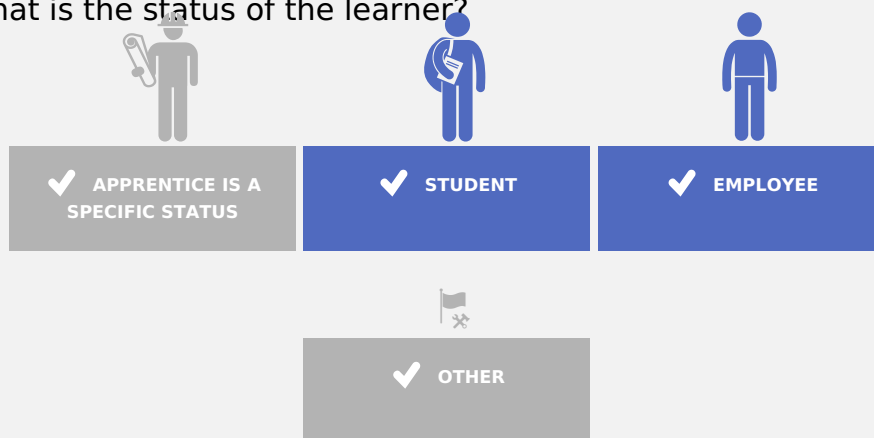 hat is the status of the learner?
APPRENTICE IS A
SPECIFIC STATUS
STUDENT
EMPLOYEE
OTHER